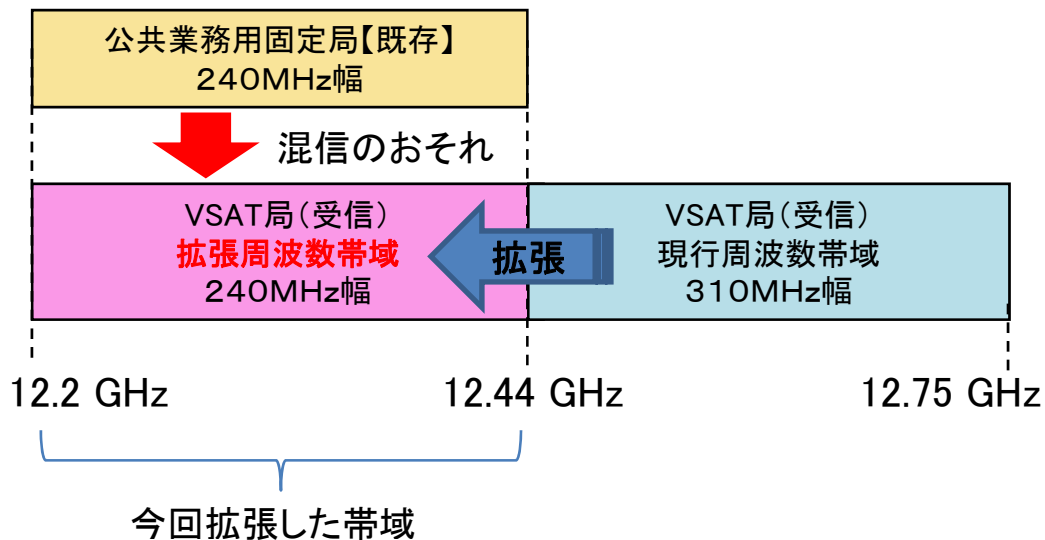 公共業務用固定局【既存】
240MHz幅
混信のおそれ
VSAT局(受信)
拡張周波数帯域
240MHz幅
拡張
VSAT局(受信)
現行周波数帯域
310MHz幅
12.2 GHz
12.44 GHz
12.75 GHz
今回拡張した帯域